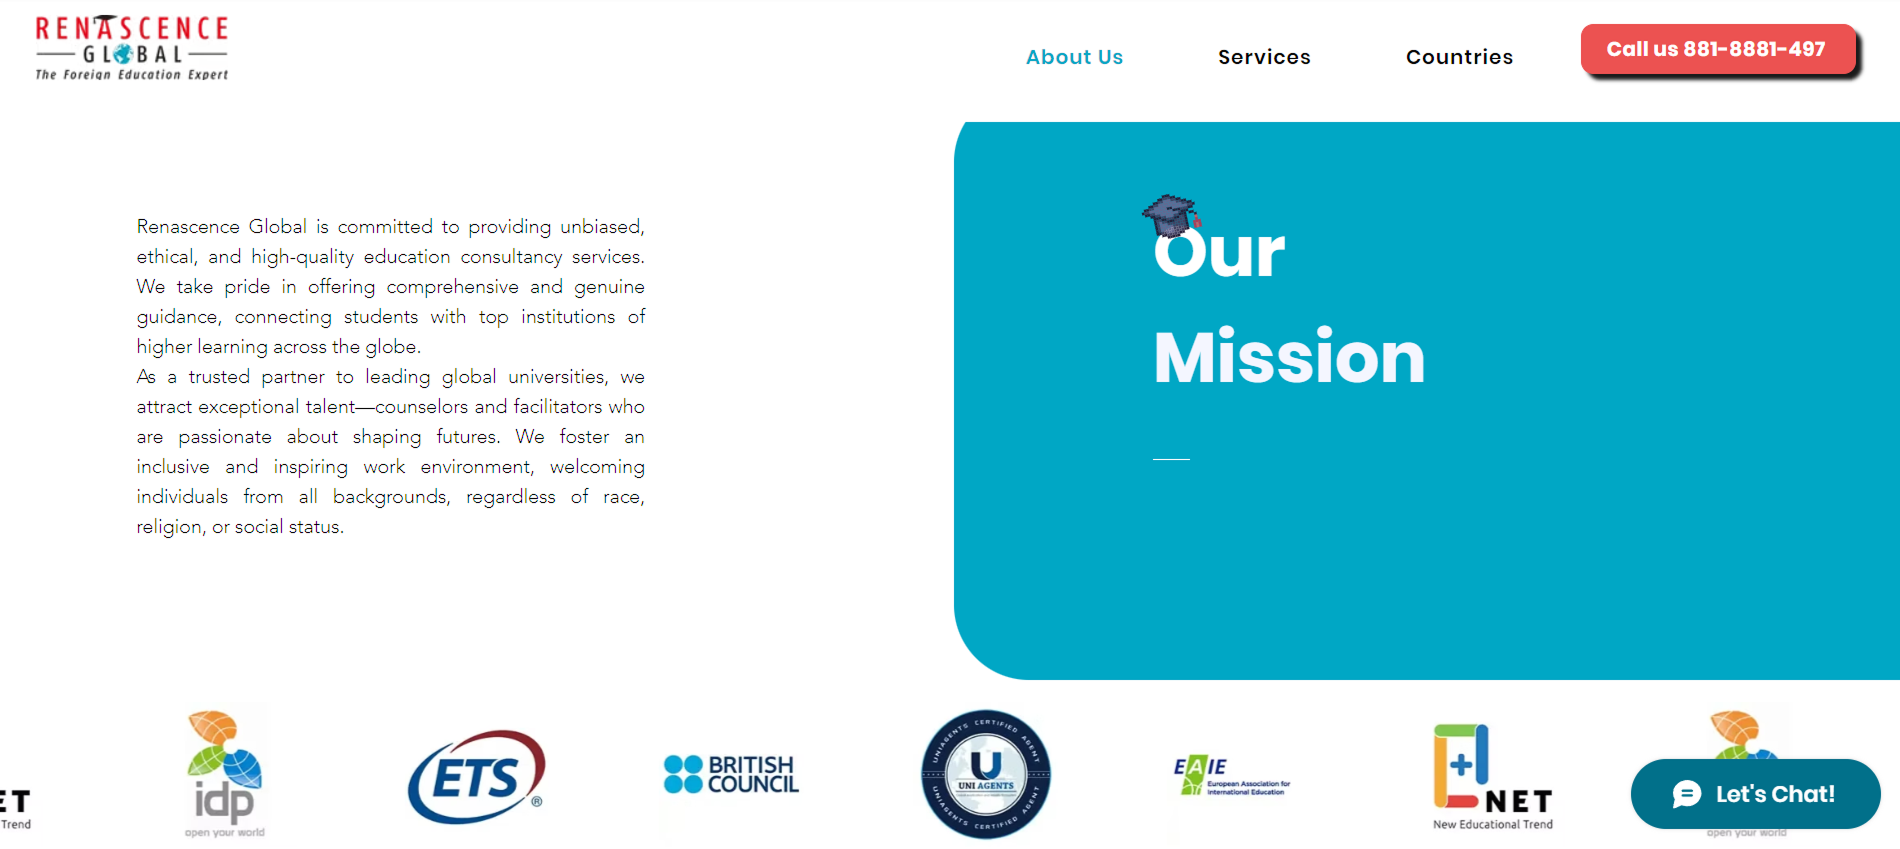 RENASCENCE
GLOBAL
The Foreign Education Expert
About Us
Services
Countries
Call us 881-8881-497
Renascence Global is committed to providing unbiased,
ethical, and high-quality education consultancy services.
We take pride in offering comprehensive and genuine
guidance, connecting students with top institutions of
higher learning across the globe.
As a trusted partner to leading global universities, we
attract exceptional talent—counselors and facilitators who
are passionate about shaping futures. We foster an
inclusive and inspiring work environment, welcoming
individuals from all backgrounds, regardless of race,
religion, or social status.
Our
Mission
ET
Trend
idp
open your world
ETS®
BRITISH
COUNCIL
UNIAGENTS CERTIFIED AGENT
U
UNI AGENTS
UNIAGENTS CERTIFIED AGENT
EAIE
European Association for
International Education
NET
New Educational Trend
open your world
Let's Chat!